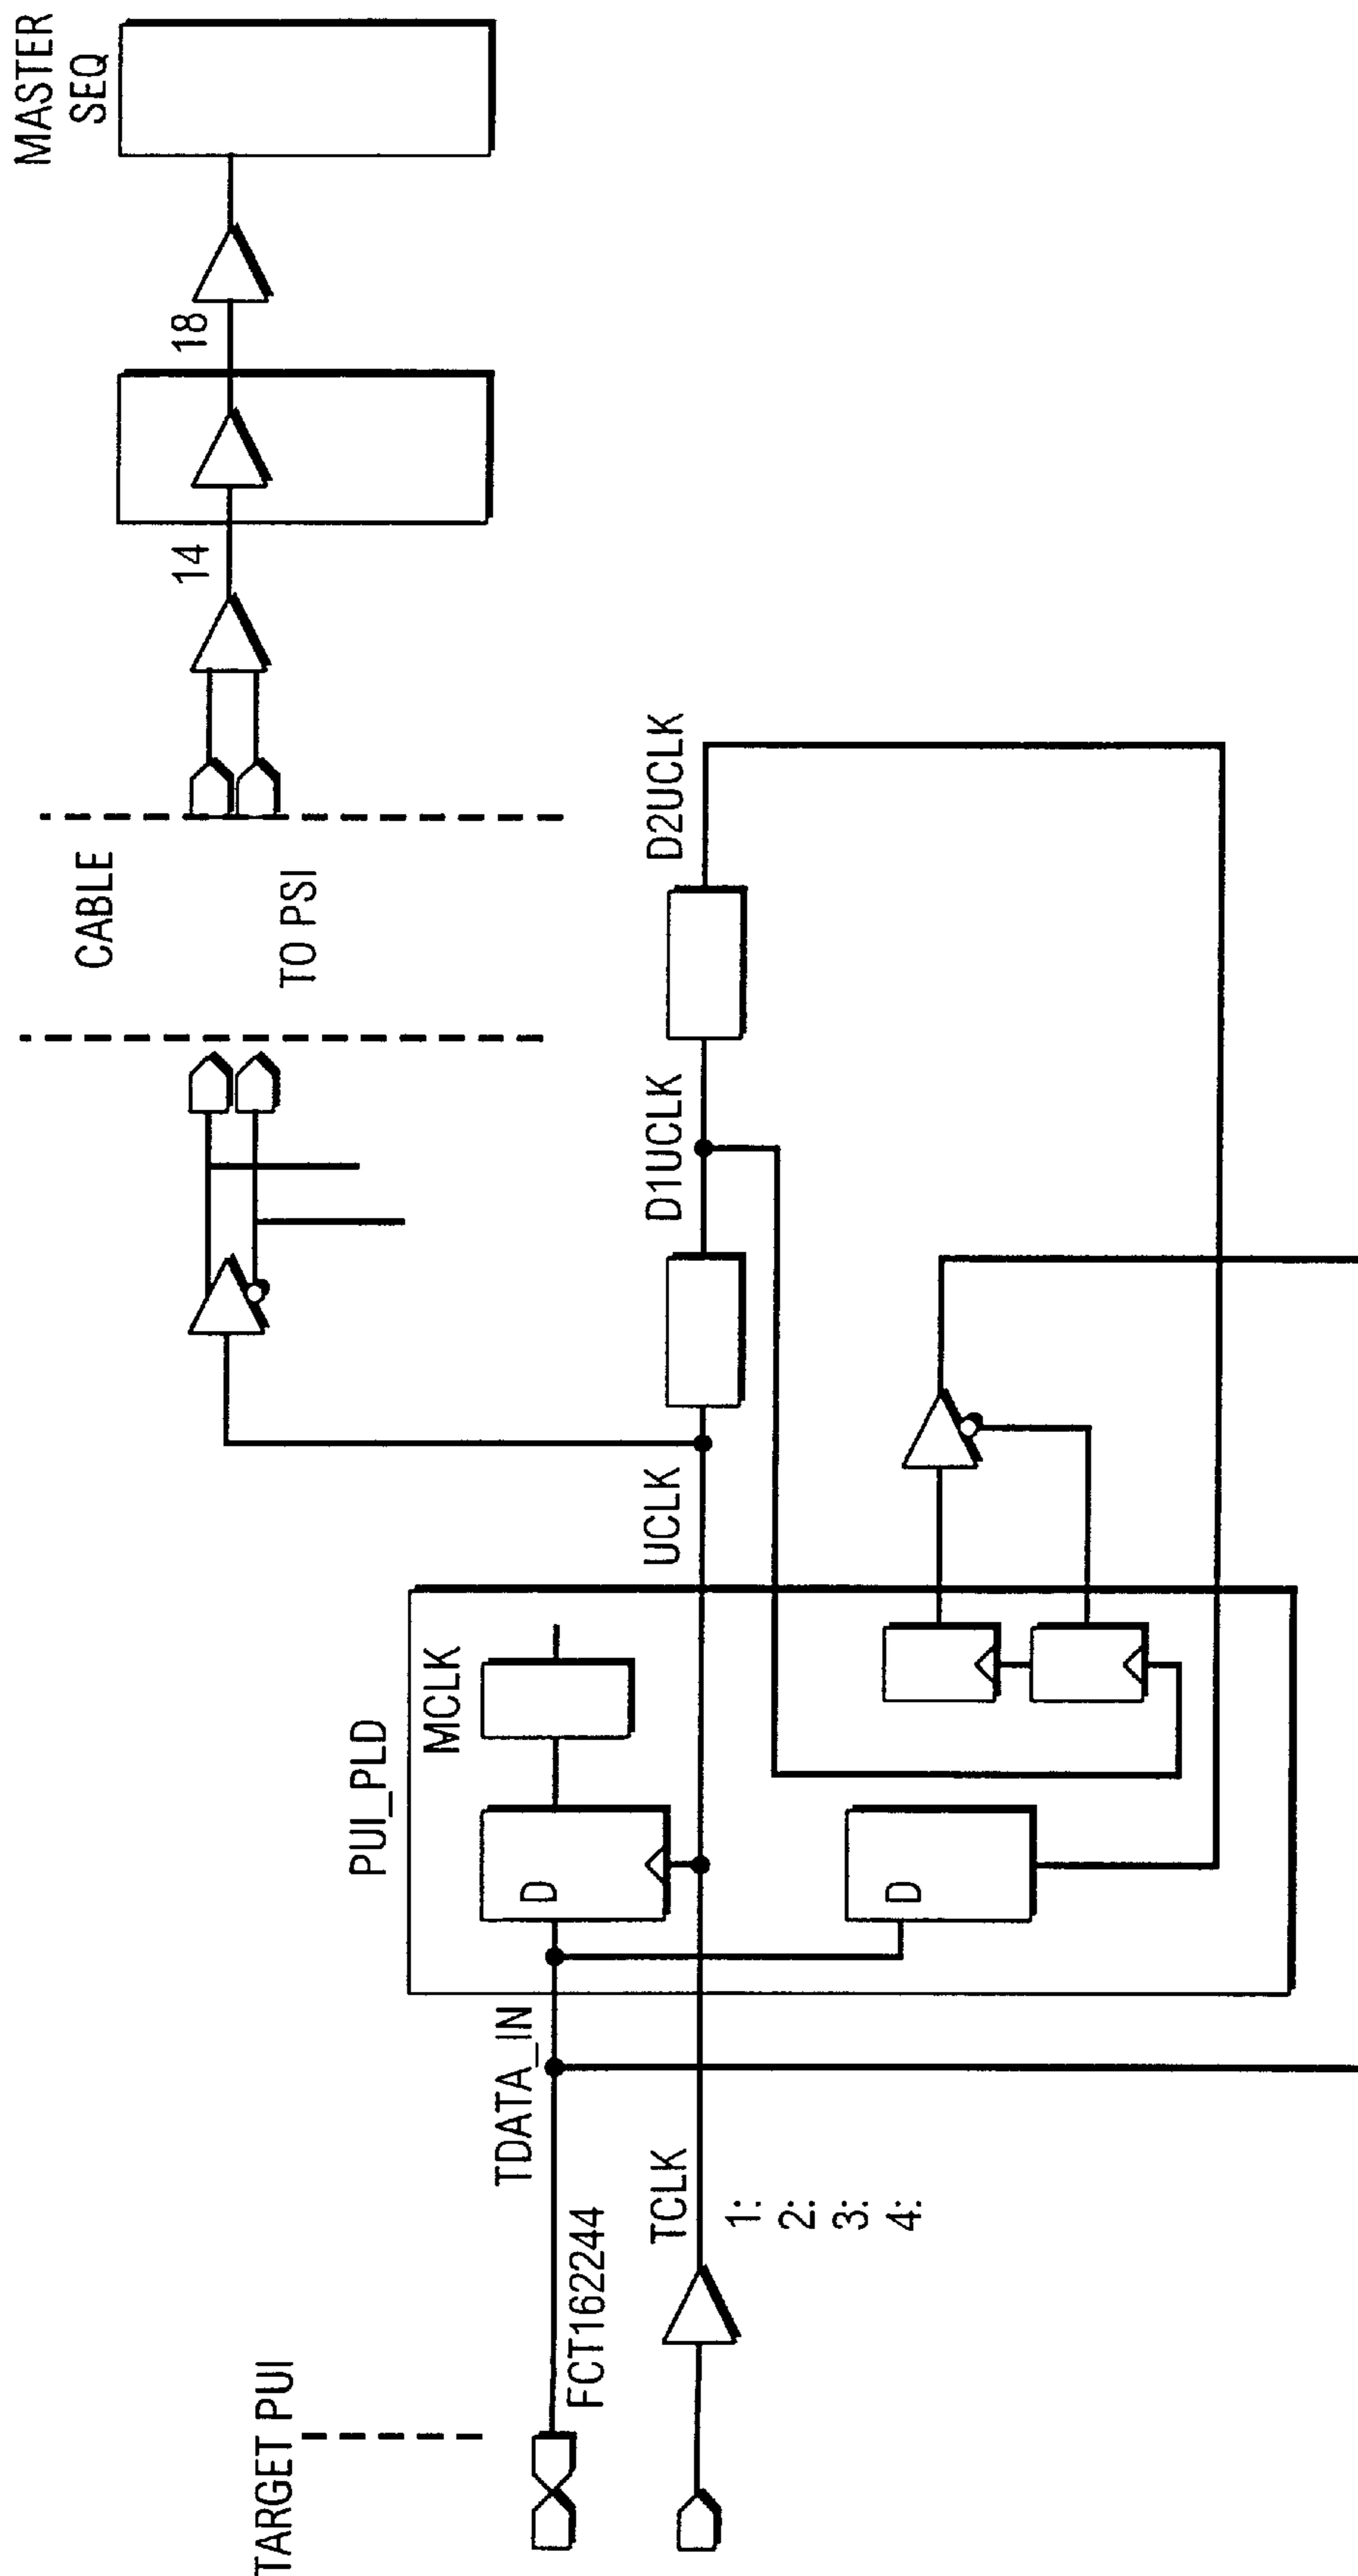 TARGET PUI
TDATA_IN
FCT162244
TCLK
1:
2:
3:
4:
PUI_PLD
MCLK
D
D
UCLK
D1UCLK
D2UCLK
CABLE
TO PSI
14
18
MASTER
SEQ